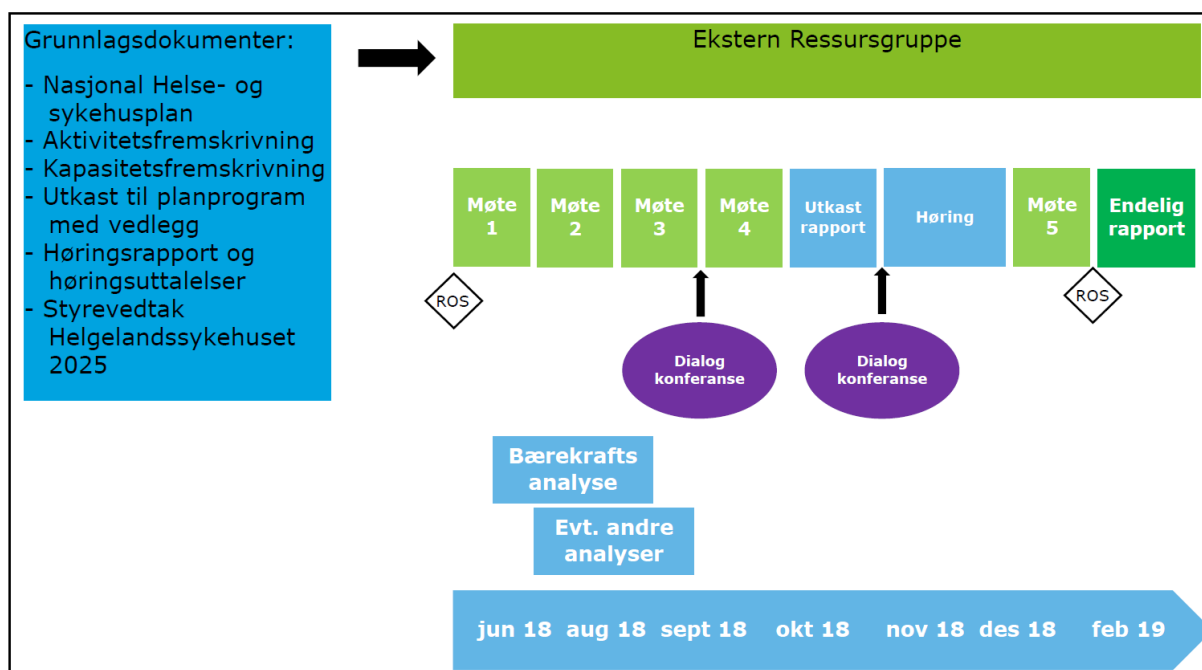 Grunnlagsdokumenter:
- Nasjonal Helse- og
sykehusplan
- Aktivitetsfremskrivning
- Kapasitetsfremskrivning
- Utkast til planprogram
med vedlegg
- Høringsrapport og
høringsuttalelser
- Styrevedtak
Helgelandssykehuset
2025
Ekstern Ressursgruppe
Møte
1
Møte
2
Møte
3
Møte
4
Utkast
rapport
Høring
Møte
5
Endelig
rapport
ROS
ROS
Dialog
konferanse
Dialog
konferanse
Bærekrafts
analyse
Evt. andre
analyser
jun 18 aug 18 sept 18 okt 18 nov 18 des 18 feb 19